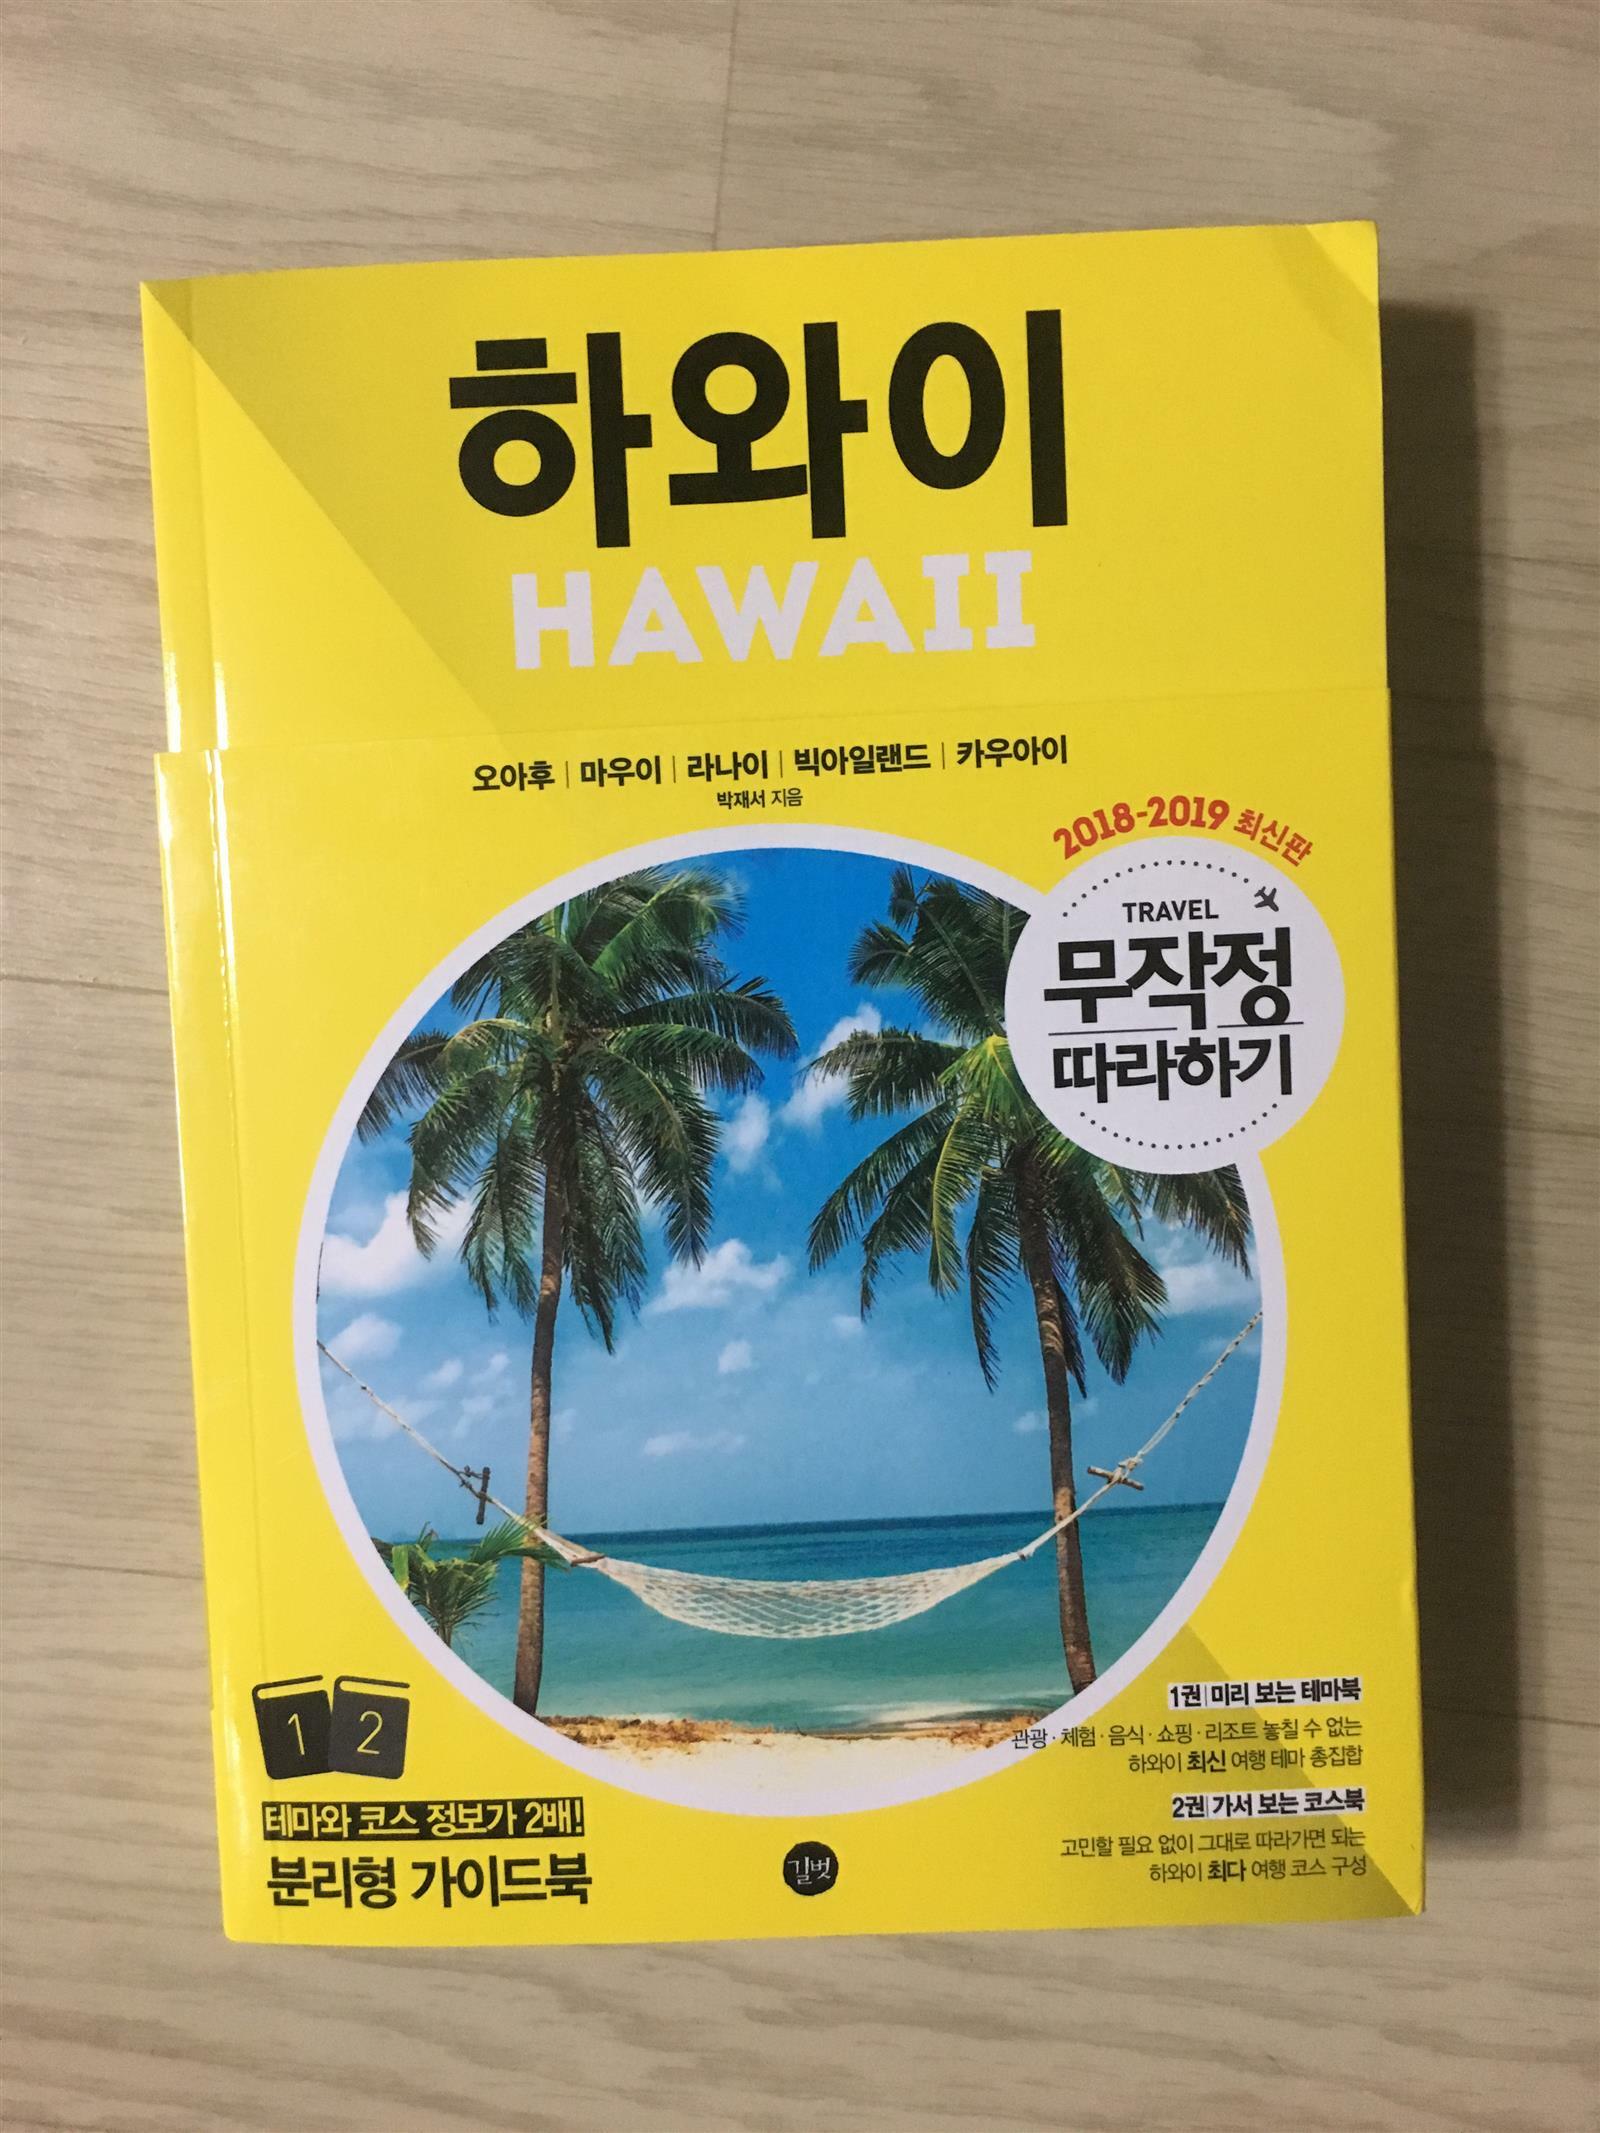 하와이
HAWAII
오아후 | 마우이 | 라나이 | 빅아일랜드 | 카우아이
박재서 지음
2018-2019 최신판
TRAVEL
무작정
따라하기
1권 | 미리 보는 테마북
관광 · 체험 · 음식 · 쇼핑 · 리조트 놓칠 수 없는
하와이 최신 여행 테마 총집합
2권 | 가서 보는 코스북
고민할 필요 없이 그대로 따라가면 되는
하와이 최다 여행 코스 구성
1 2
테마와 코스 정보가 2배!
분리형 가이드북
길벗